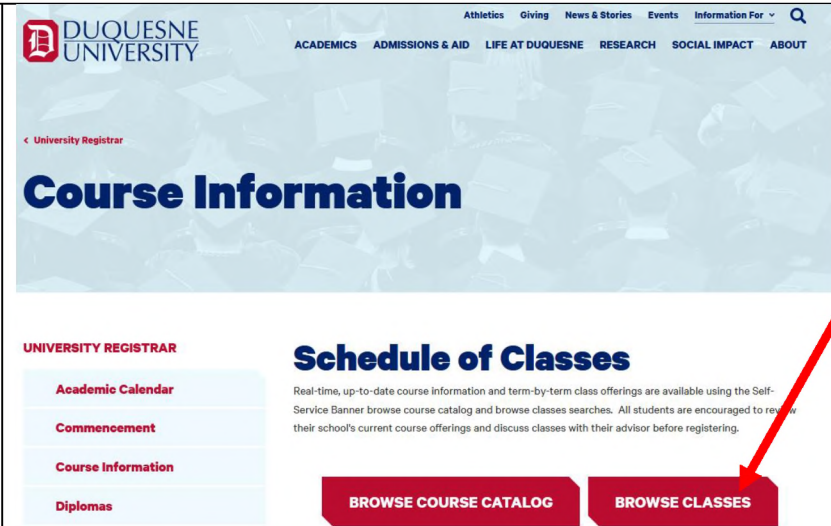 DUQUESNE
UNIVERSITY
Athletics Giving News & Stories Events Information For
ACADEMICS ADMISSIONS & AID LIFE AT DUQUESNE RESEARCH SOCIAL IMPACT ABOUT
< University Registrar
Course Information
UNIVERSITY REGISTRAR
Academic Calendar
Commencement
Course Information
Diplomas
Schedule of Classes
Real-time, up-to-date course information and term-by-term class offerings are available using the Self-
Service Banner browse course catalog and browse classes searches. All students are encouraged to review
their school's current course offerings and discuss classes with their advisor before registering.
BROWSE COURSE CATALOG BROWSE CLASSES